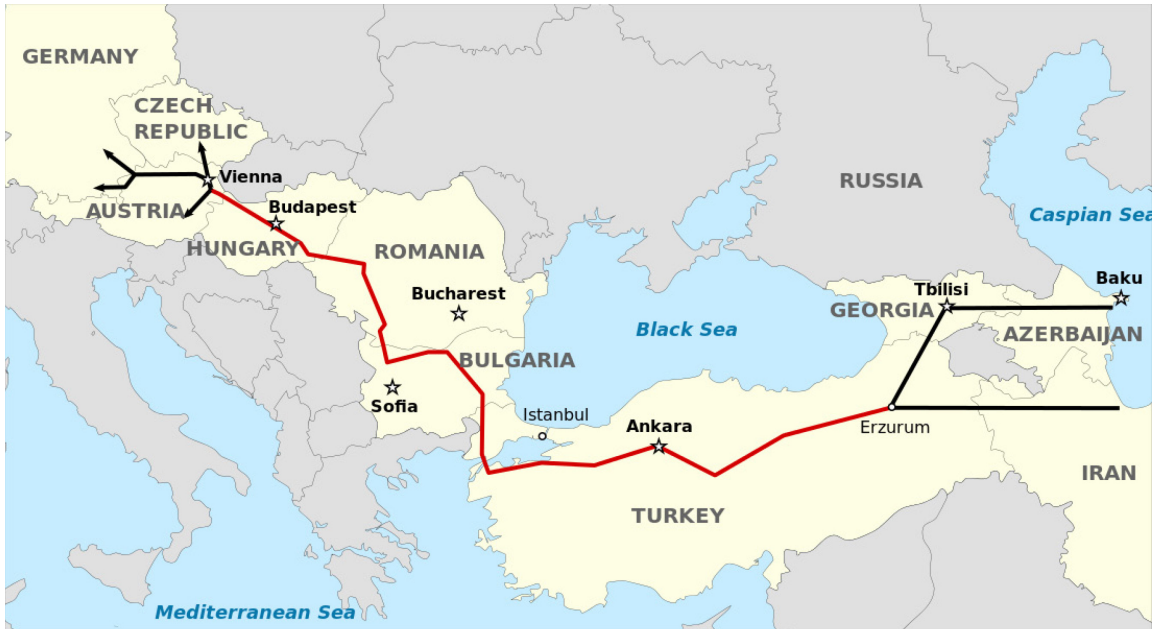 GERMANY
CZECH
REPUBLIC
Vienna
RUSSIA
Budapest
AUSTRIA
Caspian Sea
HUNGARY
ROMANIA
Baku
Tbilisi
Bucharest
GEORGIA
Black Sea
AZERBAIJAN
BULGARIA
Sofia
Istanbul
Ankara
Erzurum
IRAN
TURKEY
Mediterranean Sea